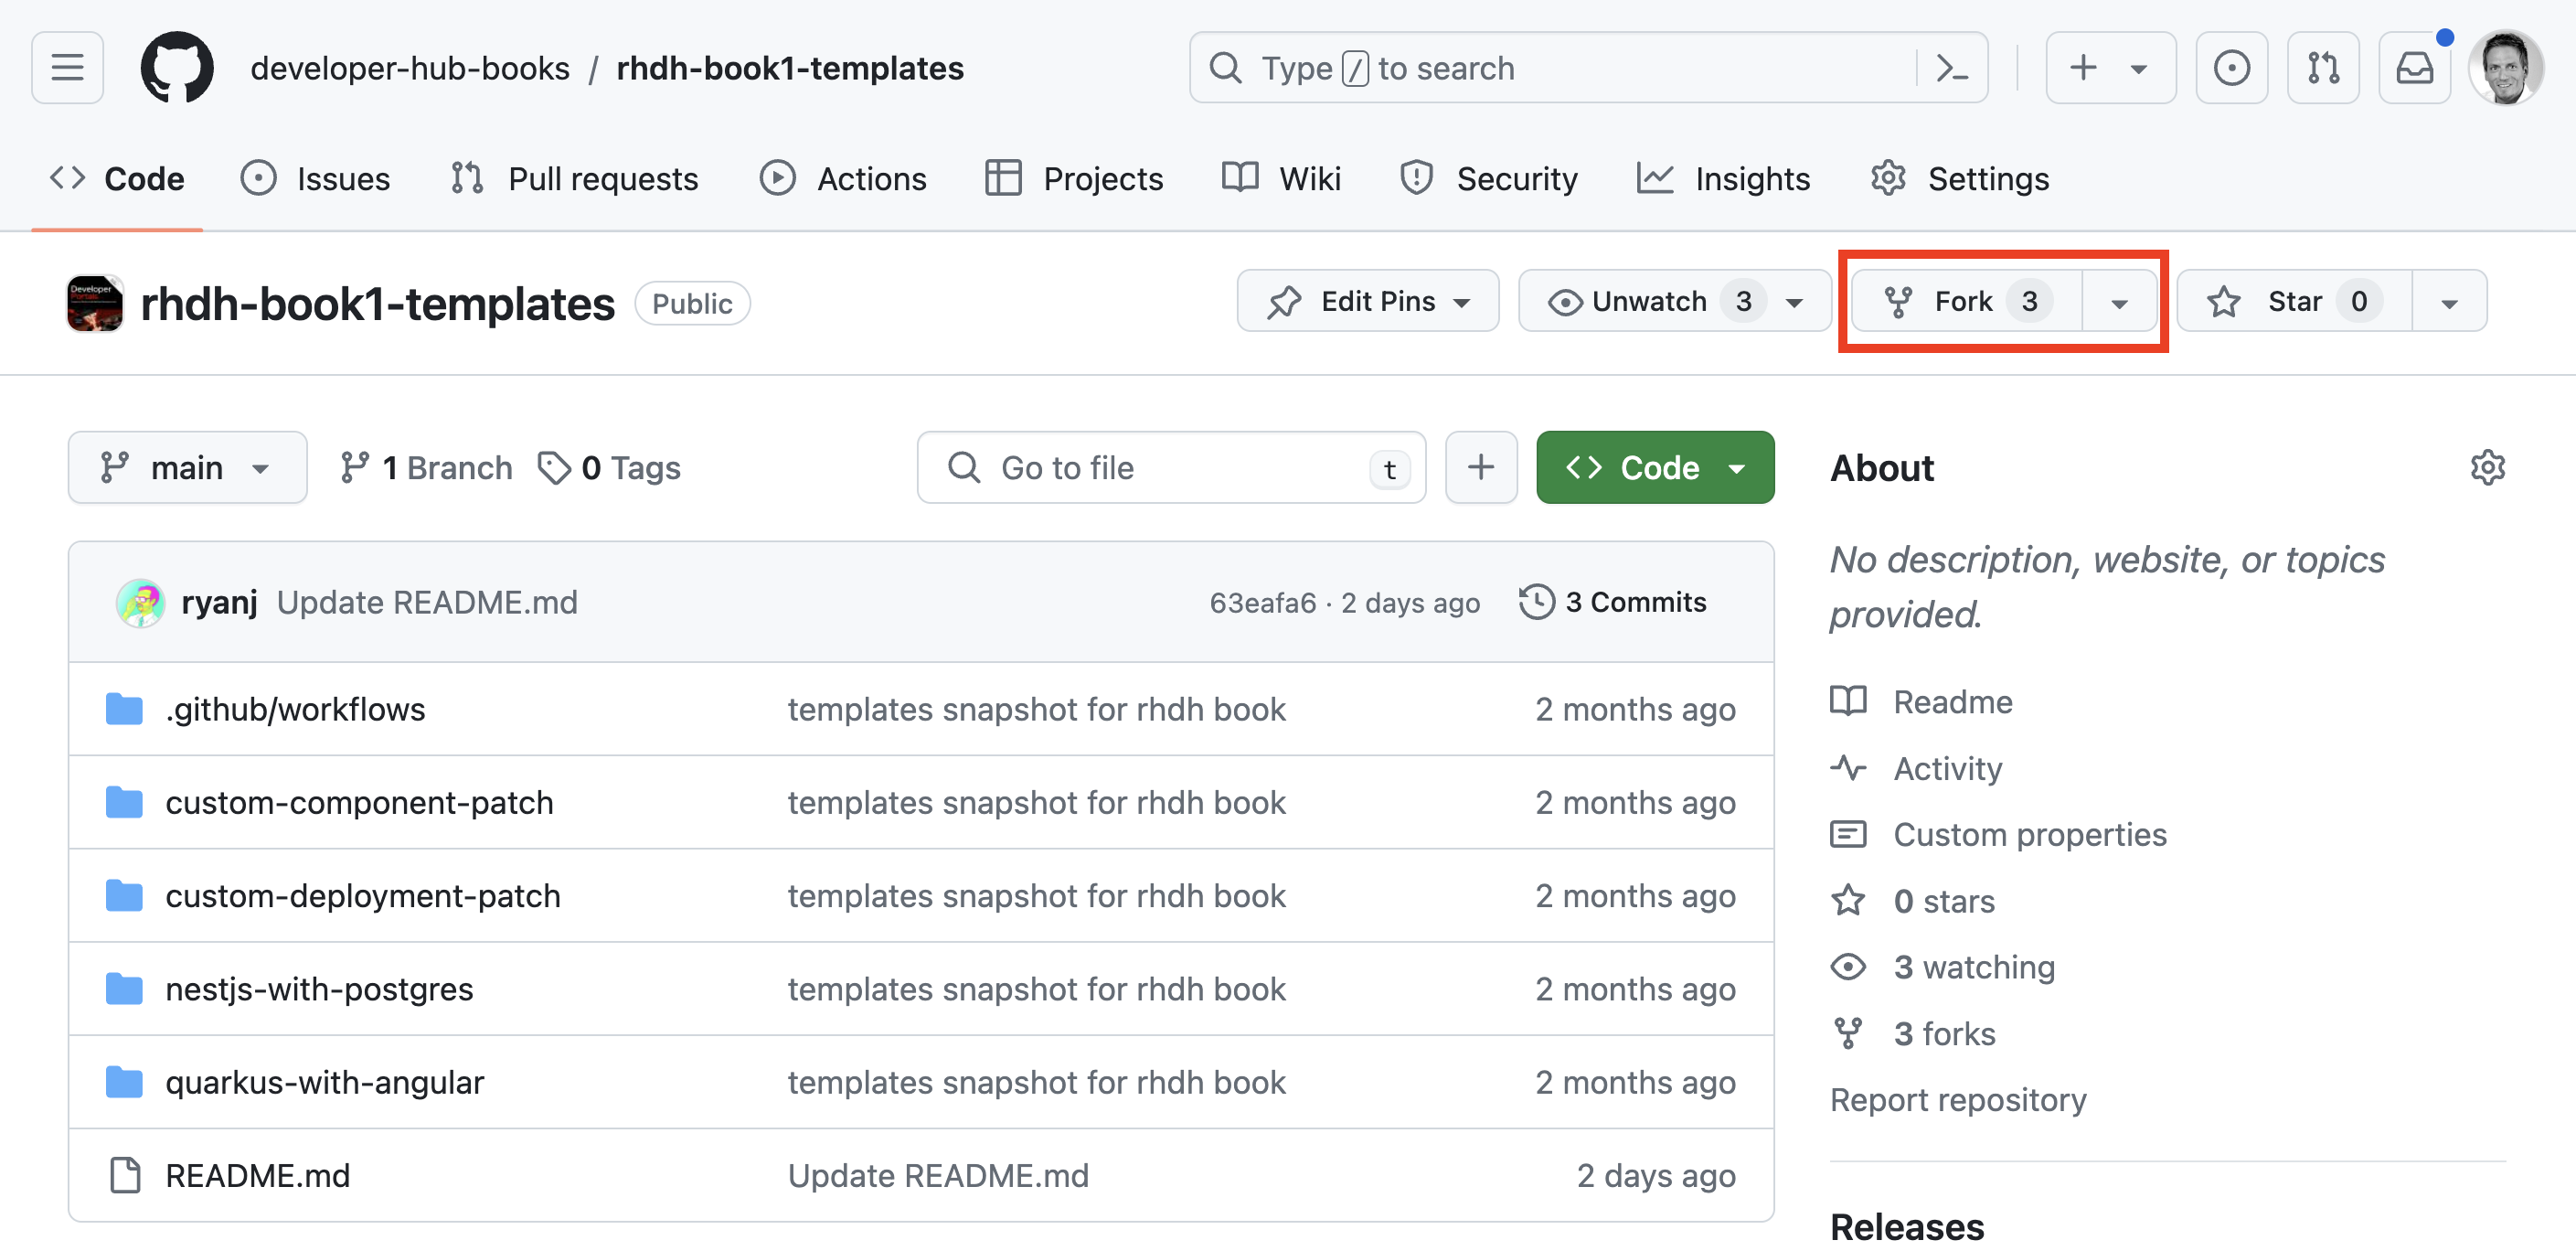 developer-hub-books / rhdh-book1-templates
Type / to search
Code Issues Pull requests Actions Projects Wiki Security Insights Settings
Developer
Portals
rhdh-book1-templates Public
Edit Pins Unwatch 3 Fork 3 Star 0
main 1 Branch 0 Tags Go to file t + Code
ryanj Update README.md 63eafa6 · 2 days ago 3 Commits
.github/workflows templates snapshot for rhdh book 2 months ago
custom-component-patch templates snapshot for rhdh book 2 months ago
custom-deployment-patch templates snapshot for rhdh book 2 months ago
nestjs-with-postgres templates snapshot for rhdh book 2 months ago
quarkus-with-angular templates snapshot for rhdh book 2 months ago
README.md Update README.md 2 days ago
About
No description, website, or topics
provided.
Readme
Activity
Custom properties
0 stars
3 watching
3 forks
Report repository
Releases